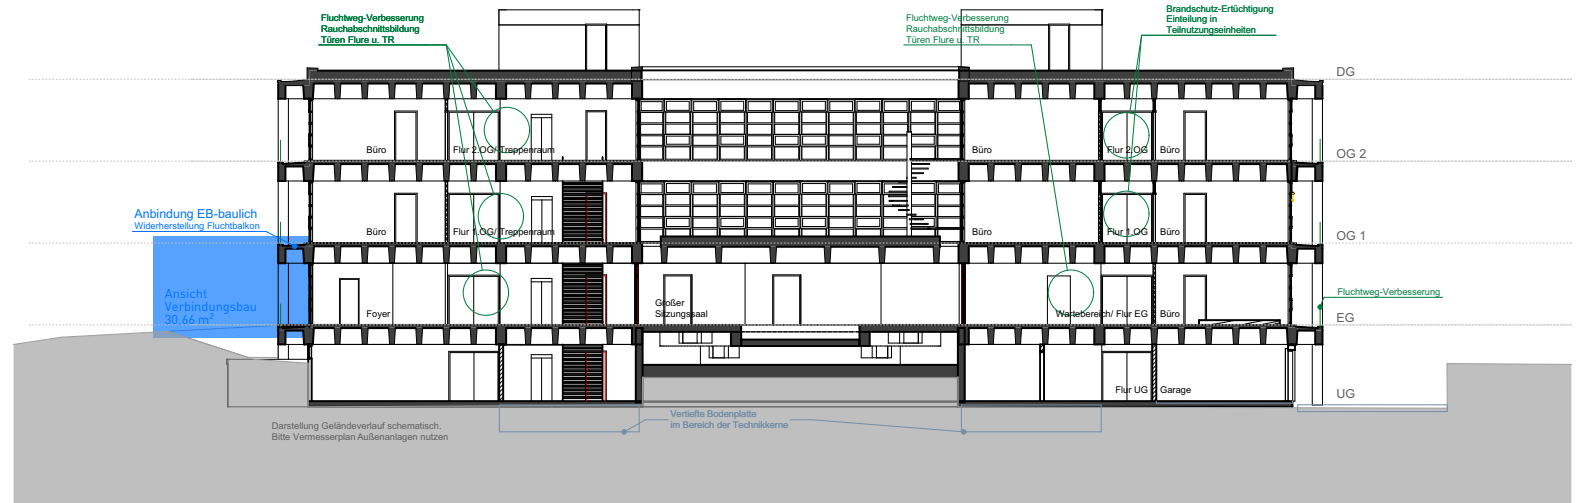 Fluchtweg-Verbesserung
Rauchabschnittsbildung
Türen Flure u. TR
Fluchtweg-Verbesserung
Rauchabschnittsbildung
Türen Flure u. TR
Brandschutz-Ertüchtigung
Einteilung in
Teilnutzungseinheiten
DG
Büro
Flur 2.OG/ Treppenraum
Büro
Flur 2.OG
Büro
OG 2
Anbindung EB-baulich
Widerherstellung Fluchtbalkon
Büro
Flur 1.OG/ Treppenraum
Büro
Flur 1.OG
Büro
OG 1
Ansicht
Verbindungsbau
30,66 m²
Foyer
Großer
Sitzungssaal
Wartebereich/ Flur EG
Büro
Fluchtweg-Verbesserung
EG
Flur UG
Garage
UG
Darstellung Geländeverlauf schematisch.
Bitte Vermesserplan Außenanlagen nutzen
Vertiefte Bodenplatte
im Bereich der Technikkerne